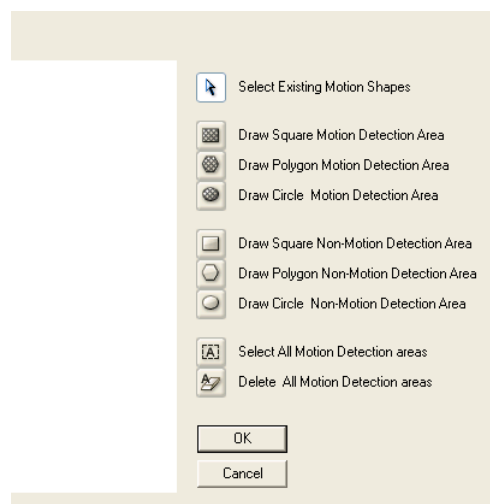 Select Existing Motion Shapes
Draw Square Motion Detection Area
Draw Polygon Motion Detection Area
Draw Circle  Motion Detection Area
Draw Square Non-Motion Detection Area
Draw Polygon Non-Motion Detection Area
Draw Circle  Non-Motion Detection Area
[A] Select All Motion Detection areas
A Delete  All Motion Detection areas
OK
Cancel